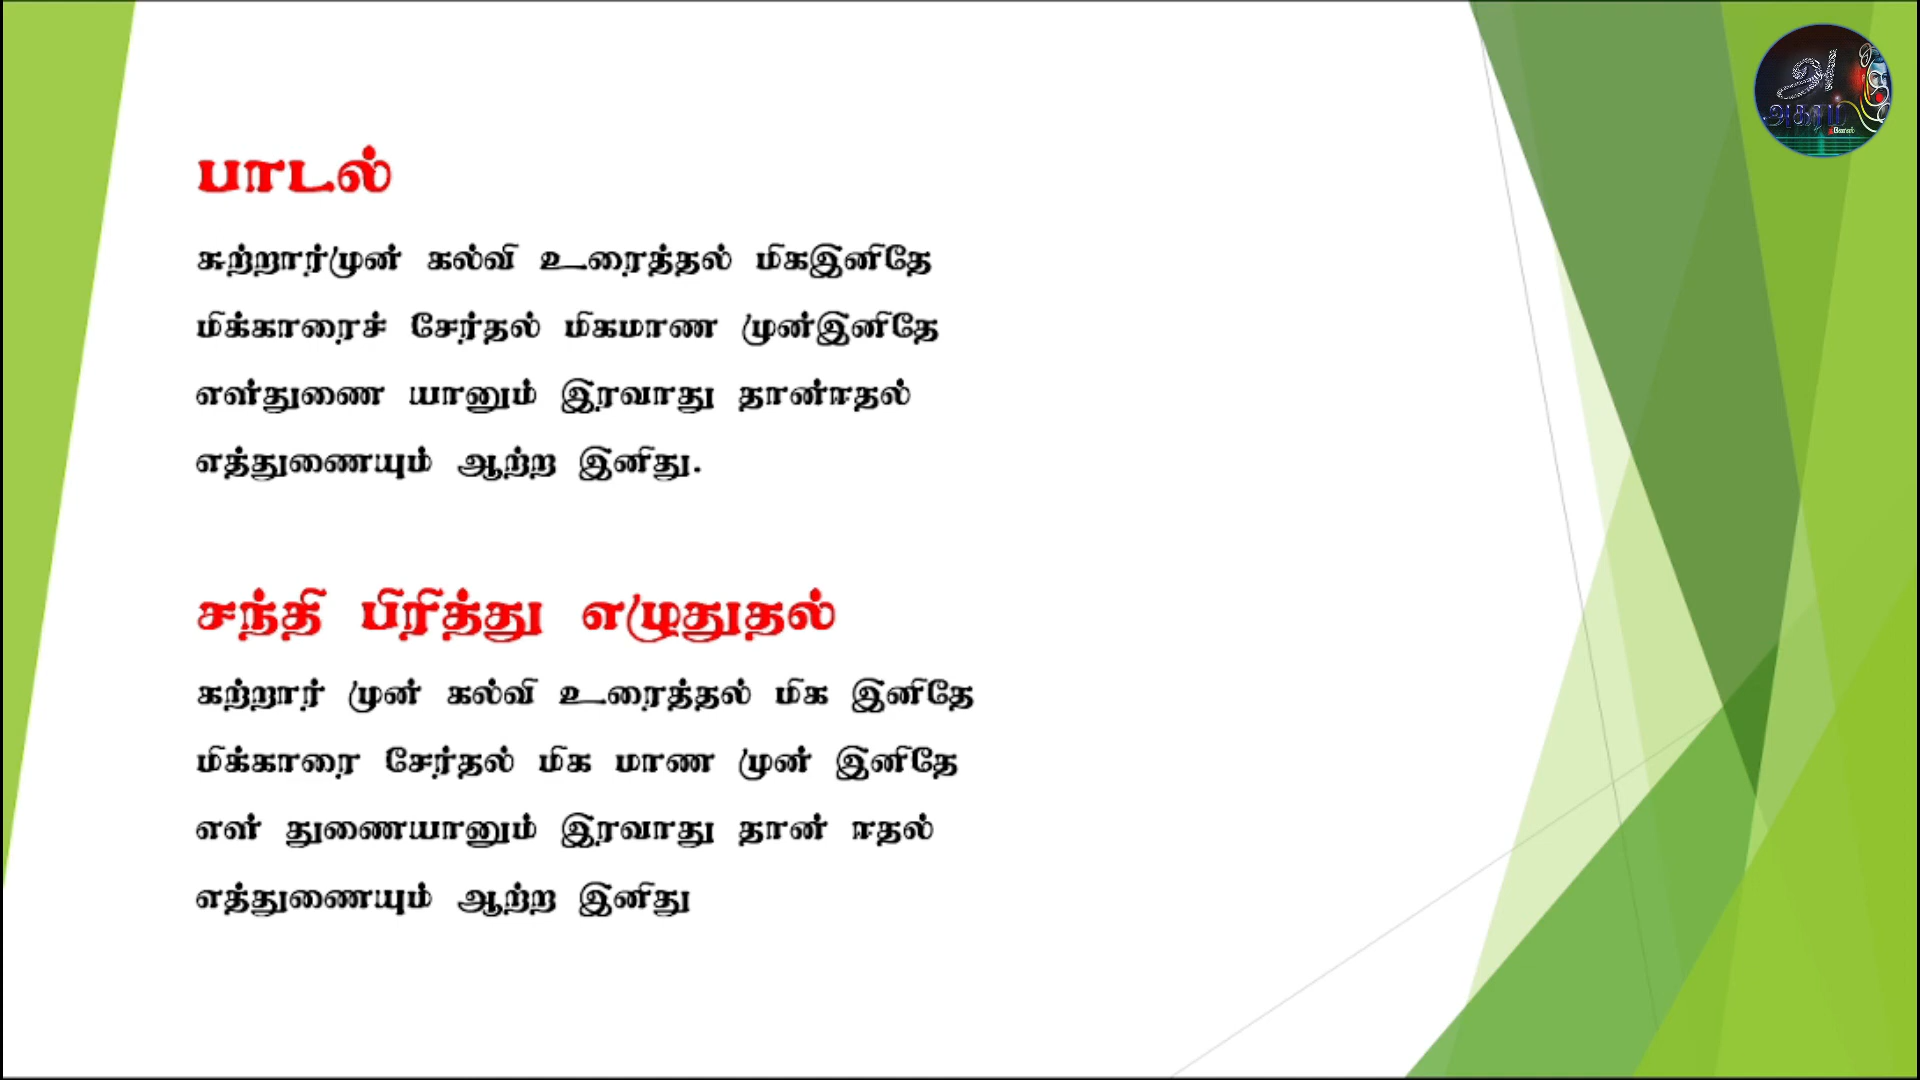 பாடல்
கற்றார்முன் கல்வி உரைத்தல் மிகஇனிதே
மிக்காரைச் சேர்தல் மிகமாண முன்இனிதே
எள்துணை யானும் இரவாது தான்ஈதல்
எத்துணையும் ஆற்ற இனிது.
சந்தி பிரித்து எழுதுதல்
கற்றார் முன் கல்வி உரைத்தல் மிக இனிதே
மிக்காரை சேர்தல் மிக மாண முன் இனிதே
எள் துணையானும் இரவாது தான் ஈதல்
எத்துணையும் ஆற்ற இனிது
அ
அகரம்